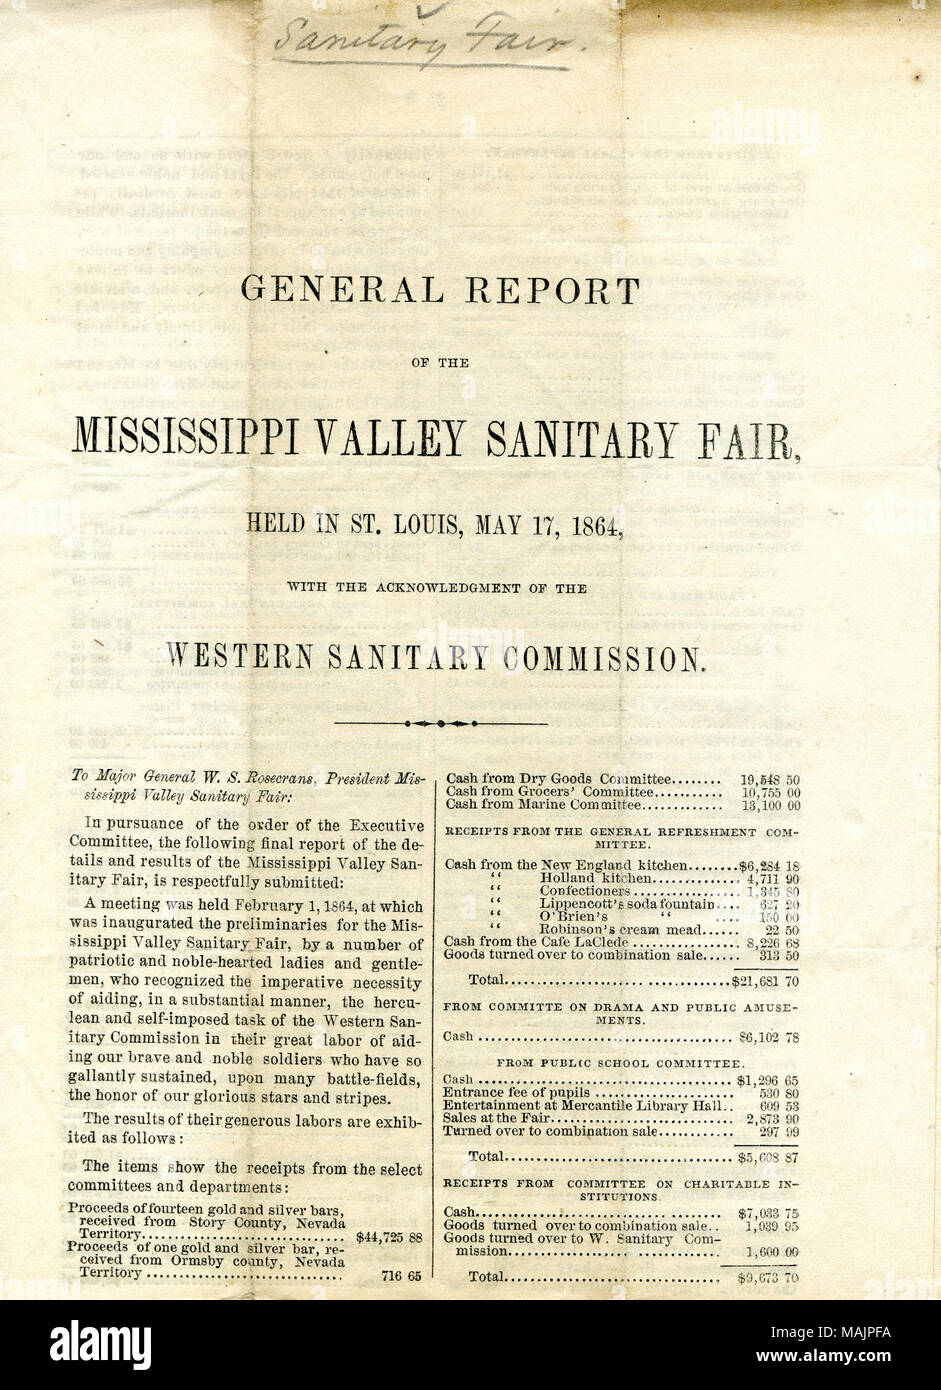 Sanitary Fair.
GENERAL REPORT
OF THE
MISSISSIPPI VALLEY SANITARY FAIR,
HELD IN ST. LOUIS, MAY 17, 1864,
WITH THE ACKNOWLEDGMENT OF THE
WESTERN SANITARY COMMISSION.
To Major General W. S. Rosecrans, President Mis-
sissippi Valley Sanitary Fair:
In pursuance of the order of the Executive
Committee, the following final report of the de-
tails and results of the Mississippi Valley San-
itary Fair, is respectfully submitted:
A meeting was held February 1, 1864, at which
was inaugurated the preliminaries for the Mis-
sissippi Valley Sanitary Fair, by a number of
patriotic and noble-hearted ladies and gentle-
men, who recognized the imperative necessity
of aiding, in a substantial manner, the hercu-
lean and self-imposed task of the Western San-
itary Commission in their great labor of aid-
ing our brave and noble soldiers who have so
gallantly sustained, upon many battle-fields,
the honor of our glorious stars and stripes.
The results of their generous labors are exhib-
ited as follows:
The items show the receipts from the select
committees and departments:
Proceeds of fourteen gold and silver bars,
received from Story County, Nevada
Territory.............................. $44,725 88
Proceeds of one gold and silver bar, re-
ceived from Ormsby county, Nevada
Territory.............................. 716 65
Cash from Dry Goods Committee........ 19,548 50
Cash from Grocers' Committee........... 10,755 00
Cash from Marine Committee............. 13,100 00
RECEIPTS FROM THE GENERAL REFRESHMENT COM-
MITTEE.
Cash from the New England kitchen........$6,284 18
“ Holland kitchen.............. 4,711 90
“ Confectioners................. 1,345 80
“ Lippencott's soda fountain.... 627 20
“ O'Brien's “ .... 150 00
“ Robinson's cream mead...... 22 50
Cash from the Cafe LaClede ................ 8,226 68
Goods turned over to combination sale...... 313 50
Total....................................$21,681 70
FROM COMMITTEE ON DRAMA AND PUBLIC AMUSE-
MENTS.
Cash ........................................ $6,102 78
FROM PUBLIC SCHOOL COMMITTEE.
Cash ........................................ $1,296 65
Entrance fee of pupils ...................... 530 80
Entertainment at Mercantile Library Hall.. 609 53
Sales at the Fair............................. 2,873 90
Turned over to combination sale............ 297 99
Total.................................... $5,608 87
RECEIPTS FROM COMMITTEE ON CHARITABLE IN-
STITUTIONS.
Cash........................................ $7,033 75
Goods turned over to combination sale.. 1,039 95
Goods turned over to W. Sanitary Com-
mission.................................. 1,600 00
Total.................................... $9,673 70
alamy
Image ID: MAJPFA
www.alamy.com